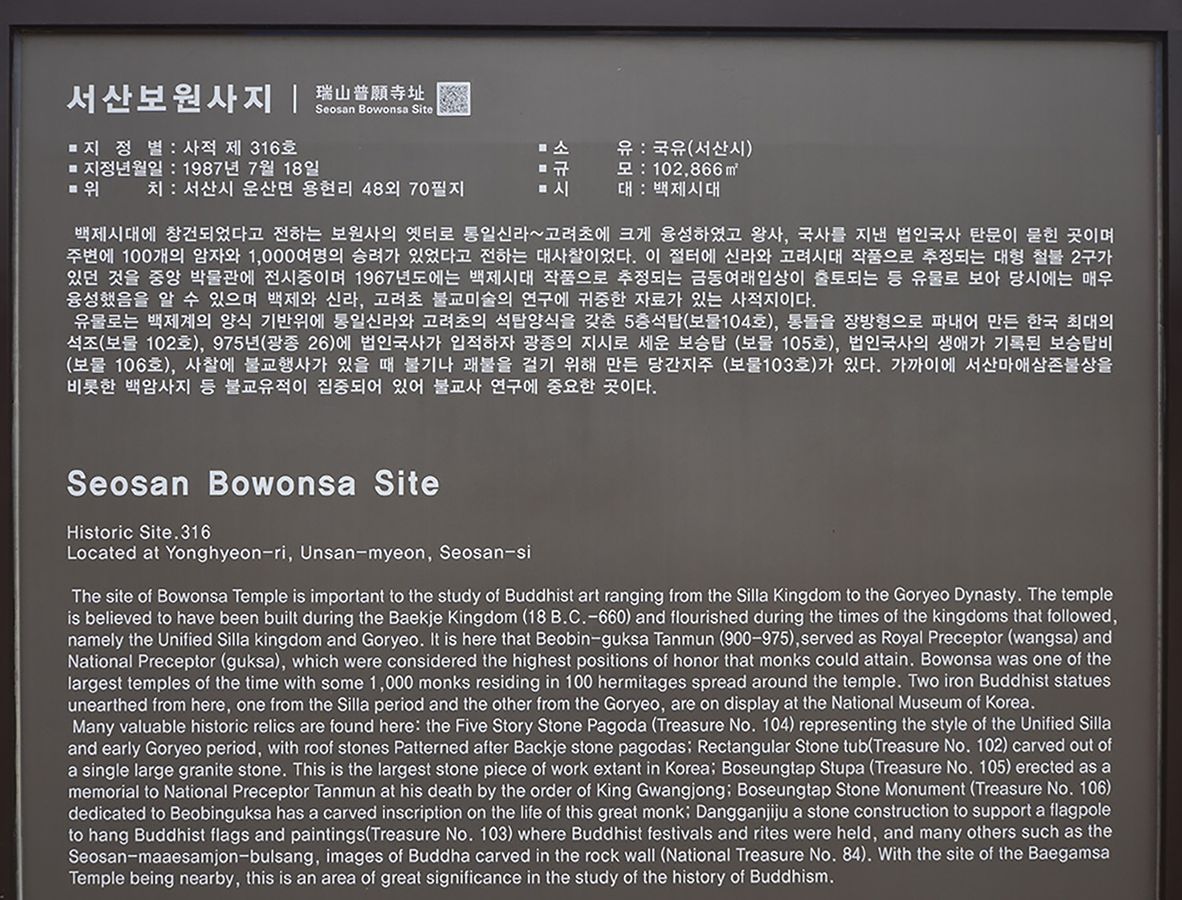 서산보원사지 | 瑞山普願寺址
Seosan Bowonsa Site
■ 지 정 별 : 사적 제 316호
■ 소 유 : 국유(서산시)
■ 지정년월일 : 1987년 7월 18일
■ 규 모 : 102,866㎡
■ 위 치 : 서산시 운산면 용현리 48외 70필지
■ 시 대 : 백제시대
백제시대에 창건되었다고 전하는 보원사의 옛터로 통일신라~고려초에 크게 융성하였고 왕사, 국사를 지낸 법인국사 탄문이 묻힌 곳이며
주변에 100개의 암자와 1,000여명의 승려가 있었다고 전하는 대사찰이었다. 이 절터에 신라와 고려시대 작품으로 추정되는 대형 철불 2구가
있던 것을 중앙 박물관에 전시중이며 1967년도에는 백제시대 작품으로 추정되는 금동여래입상이 출토되는 등 유물로 보아 당시에는 매우
융성했음을 알 수 있으며 백제와 신라, 고려초 불교미술의 연구에 귀중한 자료가 있는 사적지이다.
유물로는 백제계의 양식 기반위에 통일신라와 고려초의 석탑양식을 갖춘 5층석탑(보물104호), 통돌을 장방형으로 파내어 만든 한국 최대의
석조(보물 102호), 975년(광종 26)에 법인국사가 입적하자 광종의 지시로 세운 보승탑 (보물 105호), 법인국사의 생애가 기록된 보승탑비
(보물 106호), 사찰에 불교행사가 있을 때 불기나 괘불을 걸기 위해 만든 당간지주 (보물103호)가 있다. 가까이에 서산마애삼존불상을
비롯한 백암사지 등 불교유적이 집중되어 있어 불교사 연구에 중요한 곳이다.
Seosan Bowonsa Site
Historic Site.316
Located at Yonghyeon-ri, Unsan-myeon, Seosan-si
The site of Bowonsa Temple is important to the study of Buddhist art ranging from the Silla Kingdom to the Goryeo Dynasty. The temple
is believed to have been built during the Baekje Kingdom (18 B.C.-660) and flourished during the times of the kingdoms that followed,
namely the Unified Silla kingdom and Goryeo. It is here that Beobin-guksa Tanmun (900-975),served as Royal Preceptor (wangsa) and
National Preceptor (guksa), which were considered the highest positions of honor that monks could attain. Bowonsa was one of the
largest temples of the time with some 1,000 monks residing in 100 hermitages spread around the temple. Two iron Buddhist statues
unearthed from here, one from the Silla period and the other from the Goryeo, are on display at the National Museum of Korea.
Many valuable historic relics are found here: the Five Story Stone Pagoda (Treasure No. 104) representing the style of the Unified Silla
and early Goryeo period, with roof stones Patterned after Backje stone pagodas; Rectangular Stone tub(Treasure No. 102) carved out of
a single large granite stone. This is the largest stone piece of work extant in Korea; Boseungtap Stupa (Treasure No. 105) erected as a
memorial to National Preceptor Tanmun at his death by the order of King Gwangjong; Boseungtap Stone Monument (Treasure No. 106)
dedicated to Beobinguksa has a carved inscription on the life of this great monk; Dangganjiju a stone construction to support a flagpole
to hang Buddhist flags and paintings(Treasure No. 103) where Buddhist festivals and rites were held, and many others such as the
Seosan-maaesamjon-bulsang, images of Buddha carved in the rock wall (National Treasure No. 84). With the site of the Baegamsa
Temple being nearby, this is an area of great significance in the study of the history of Buddhism.